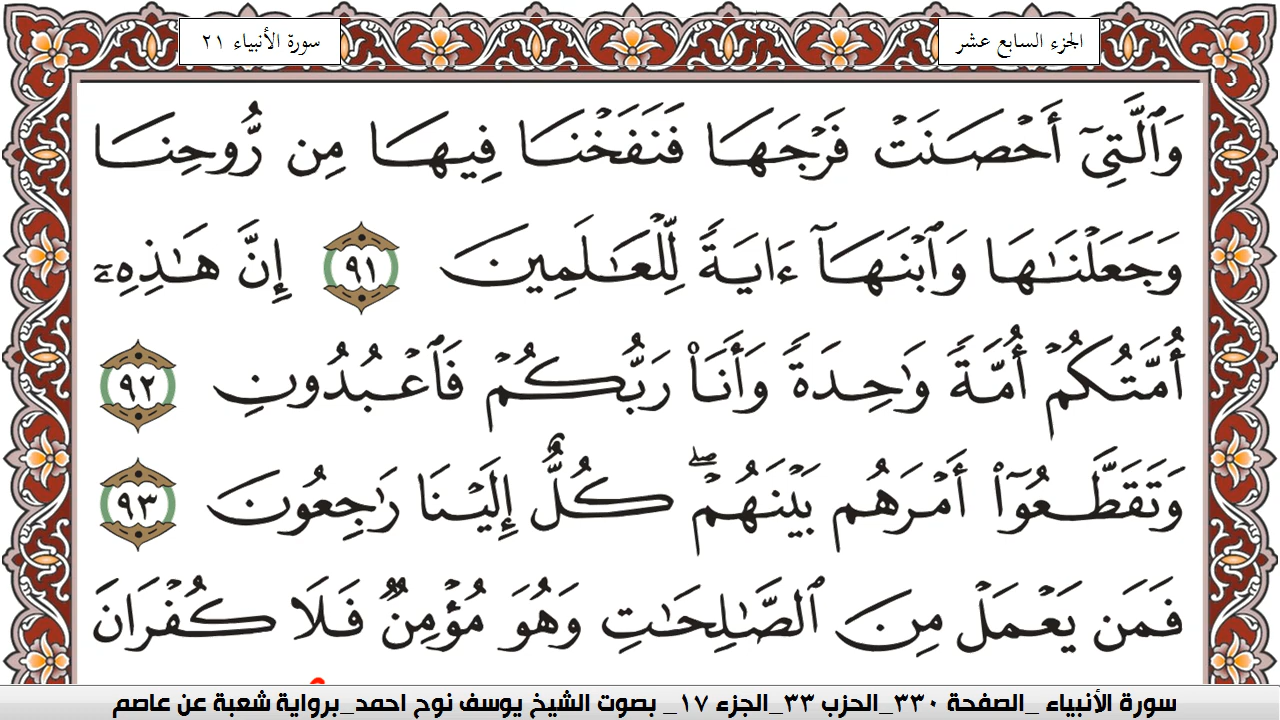 الجزء السابع عشر
سورة الأنبياء ٢١
وَٱلَّتِىٓ أَحْصَنَتْ فَرْجَهَا فَنَفَخْنَا فِيهَا مِن رُّوحِنَا
وَجَعَلْنَٰهَا وَٱبْنَهَآ ءَايَةً لِّلْعَٰلَمِينَ ٩١ إِنَّ هَٰذِهِۦٓ
أُمَّتُكُمْ أُمَّةً وَٰحِدَةً وَأَنَا۠ رَبُّكُمْ فَٱعْبُدُونِ ٩٢
وَتَقَطَّعُوٓا۟ أَمْرَهُم بَيْنَهُمْۖ كُلٌّ إِلَيْنَا رَٰجِعُونَ ٩٣
فَمَن يَعْمَلْ مِنَ ٱلصَّٰلِحَٰتِ وَهُوَ مُؤْمِنٌ فَلَا كُفْرَانَ
سورة الأنبياء _الصفحة ٣٣٠_الحزب ٣٣_الجزء ١٧_ بصوت الشيخ يوسف نوح احمد_برواية شعبة عن عاصم